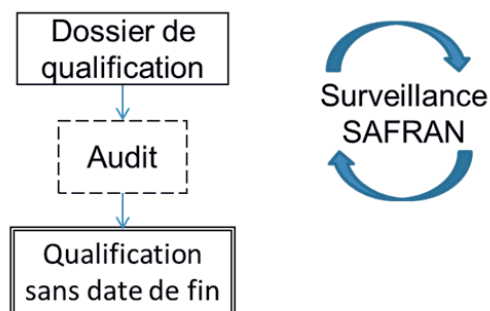 Dossier de
qualification
Audit
Qualification
sans date de fin
Surveillance
SAFRAN